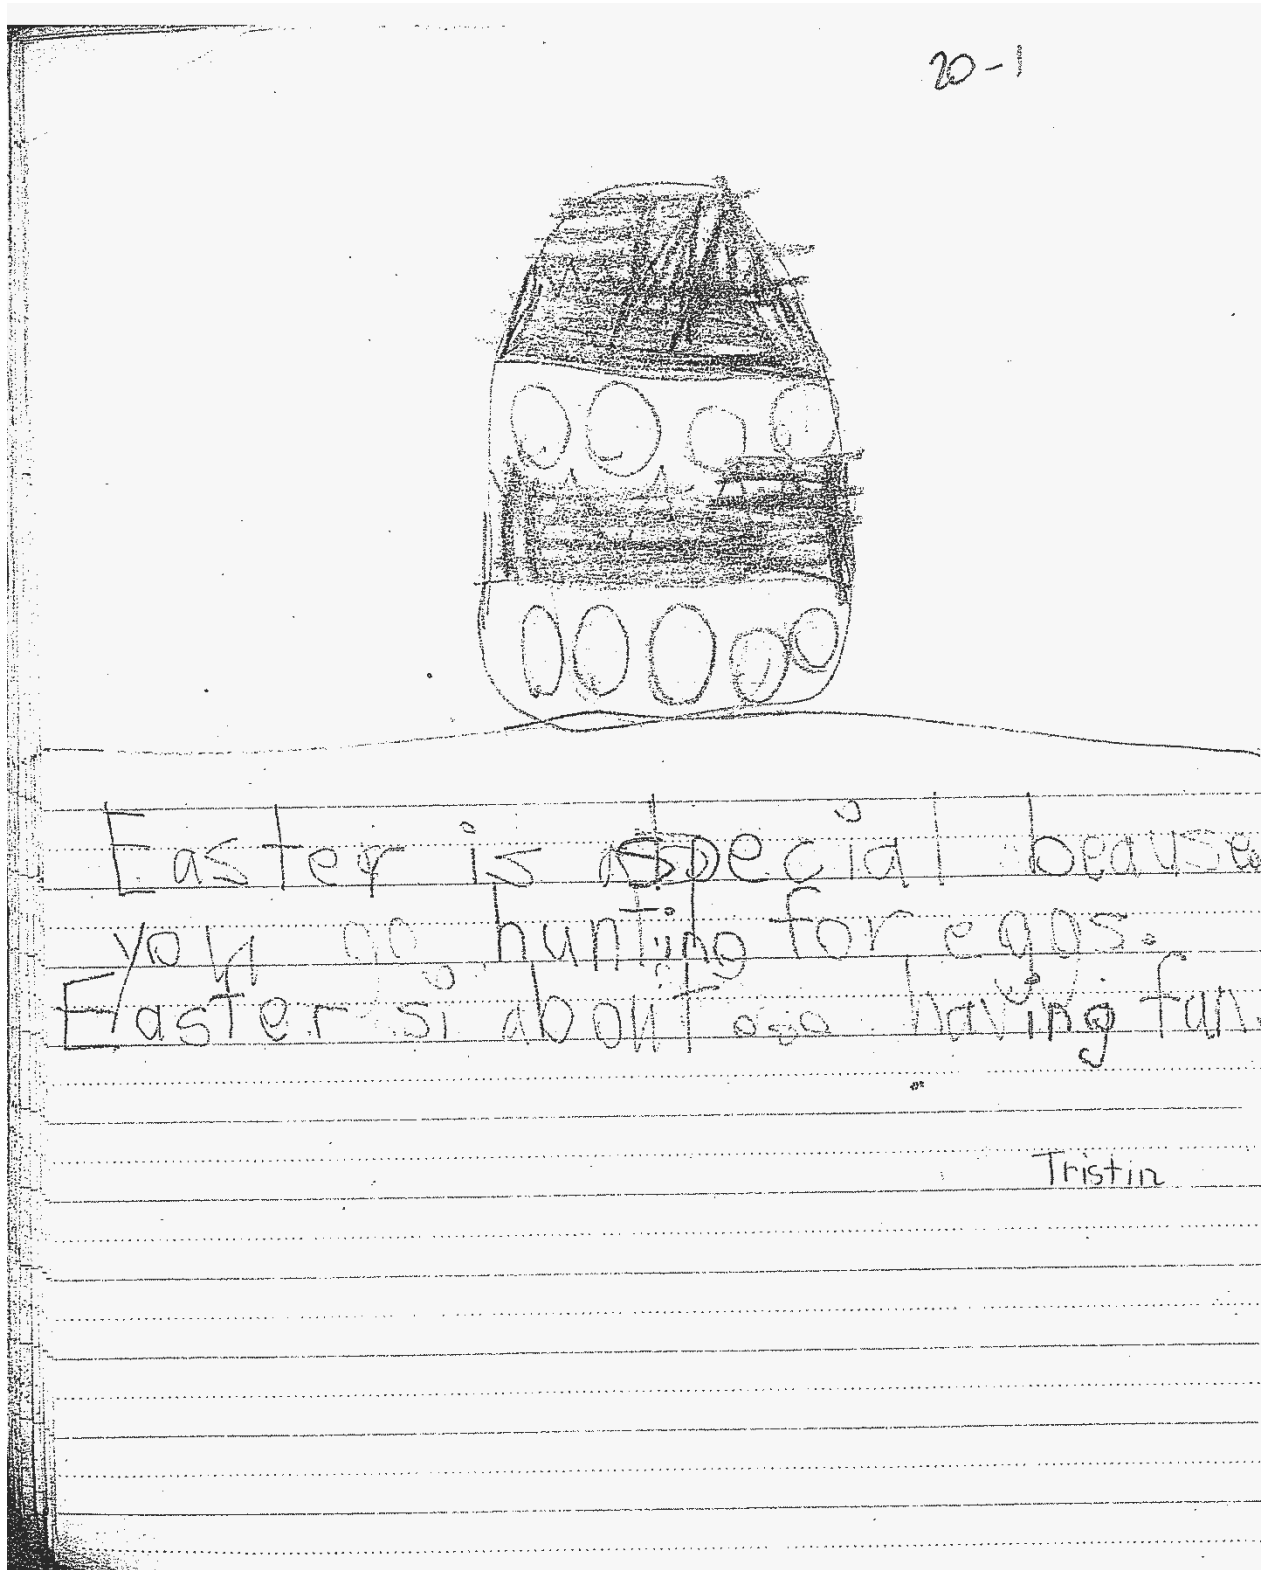 20-1
Easter is special beause
you go hunting for eggs.
Easter si about having fun.
Tristin